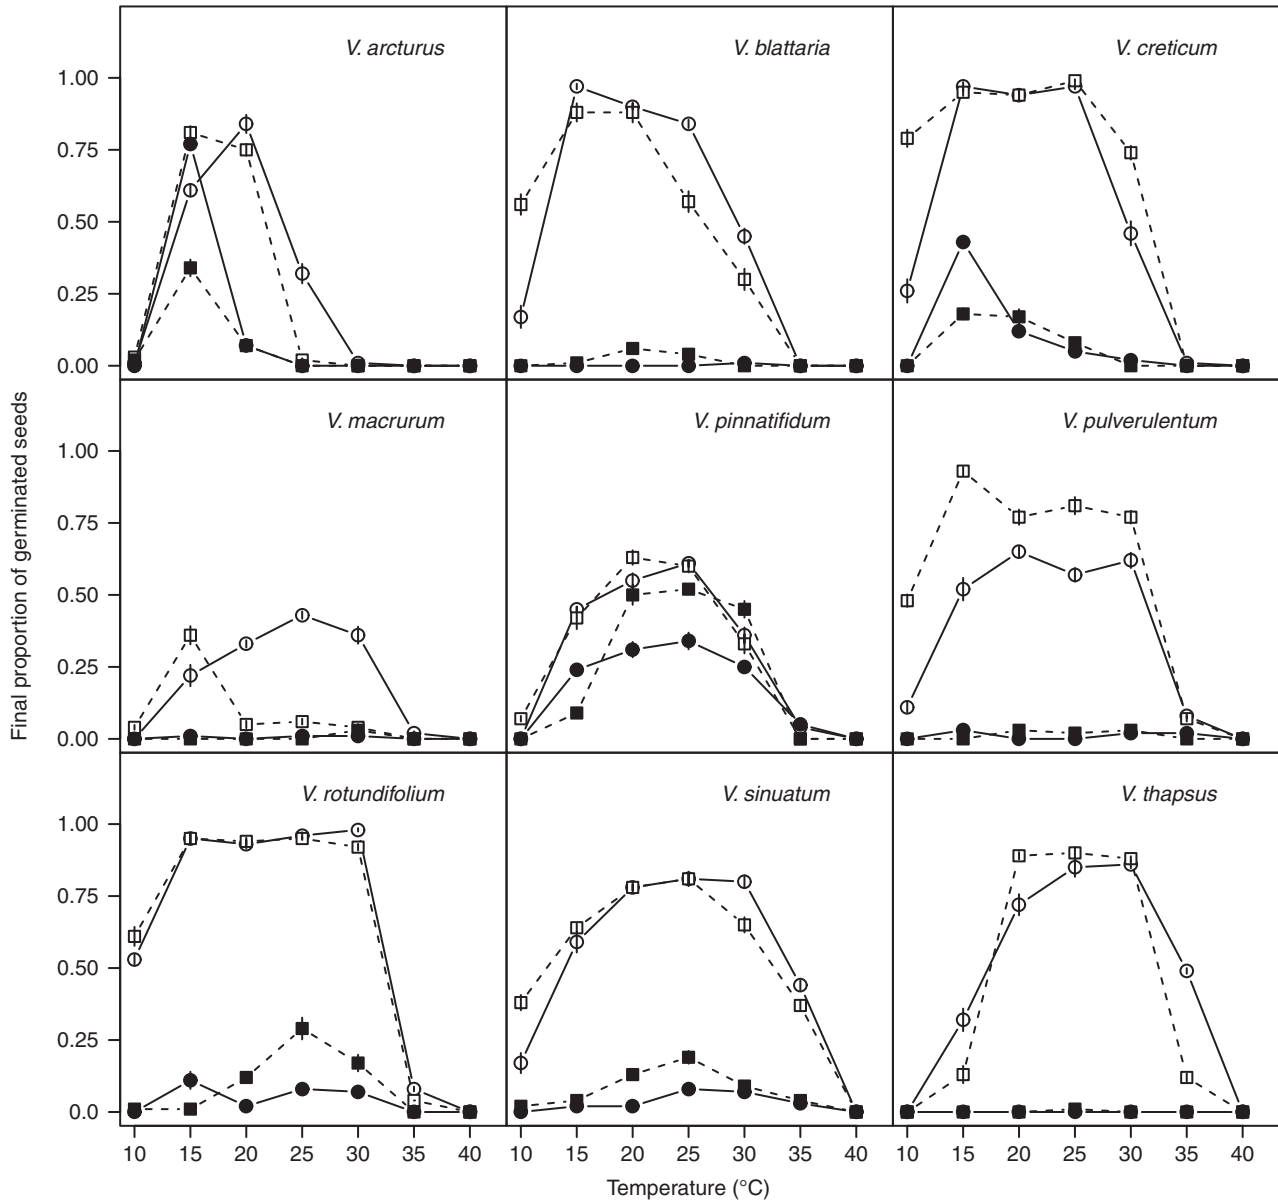 V. arcturus
V. blattaria
V. creticum
1.00
0.75
0.50
0.25
0.00
V. macrurum
V. pinnatifidum
V. pulverulentum
1.00
0.75
0.50
0.25
0.00
Final proportion of germinated seeds
V. rotundifolium
V. sinuatum
V. thapsus
1.00
0.75
0.50
0.25
0.0
10 15 20 25 30 35 40 10 15 20 25 30 35 40 10 15 20 25 30 35 40
Temperature (°C)